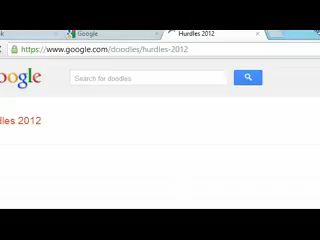 k Google Hurdles 2012
https://www.google.com/doodles/hurdles-2012
oogle Search for doodles
dles 2012